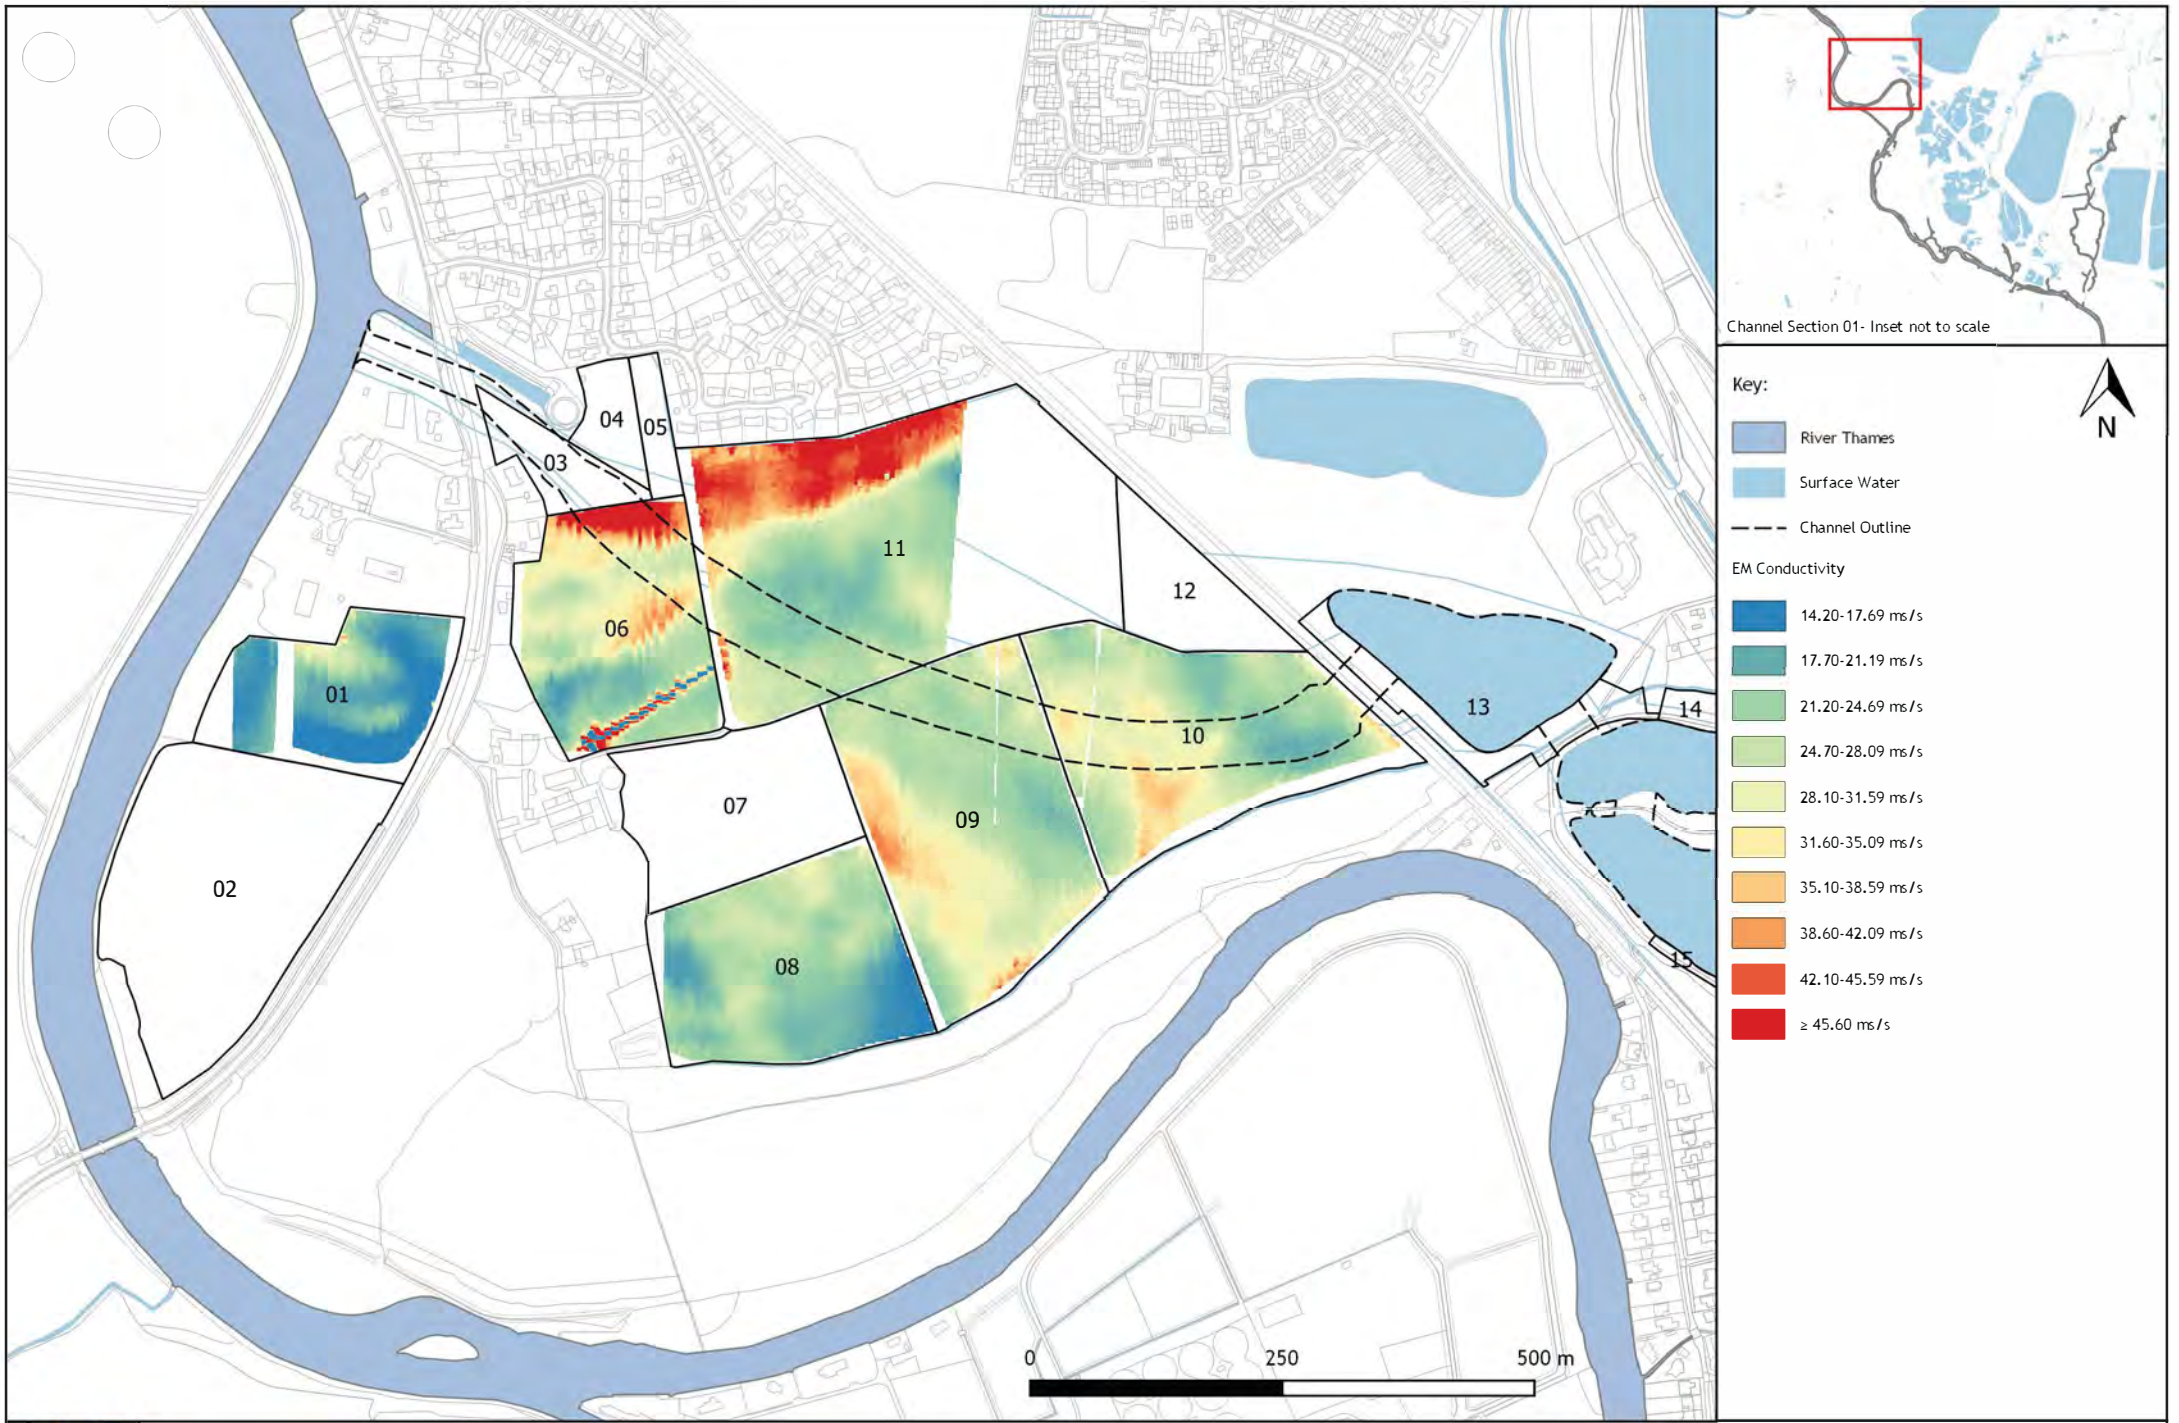 Channel Section 01- Inset not to scale
Key:
N
River Thames
Surface Water
Channel Outline
EM Conductivity
14.20-17.69 ms/s
17.70-21.19 ms/s
21.20-24.69 ms/s
24.70-28.09 ms/s
28.10-31.59 ms/s
31.60-35.09 ms/s
35.10-38.59 ms/s
38.60-42.09 ms/s
42.10-45.59 ms/s
≥ 45.60 ms/s
04
05
03
11
12
06
01
13
14
10
07
09
02
08
15
0 250 500 m